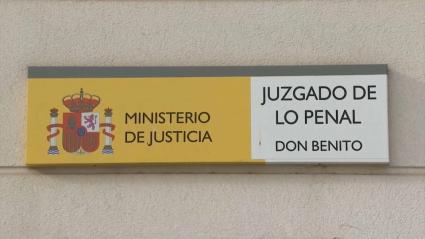 MINISTERIO
DE JUSTICIA
JUZGADO DE
LO PENAL
DON BENITO